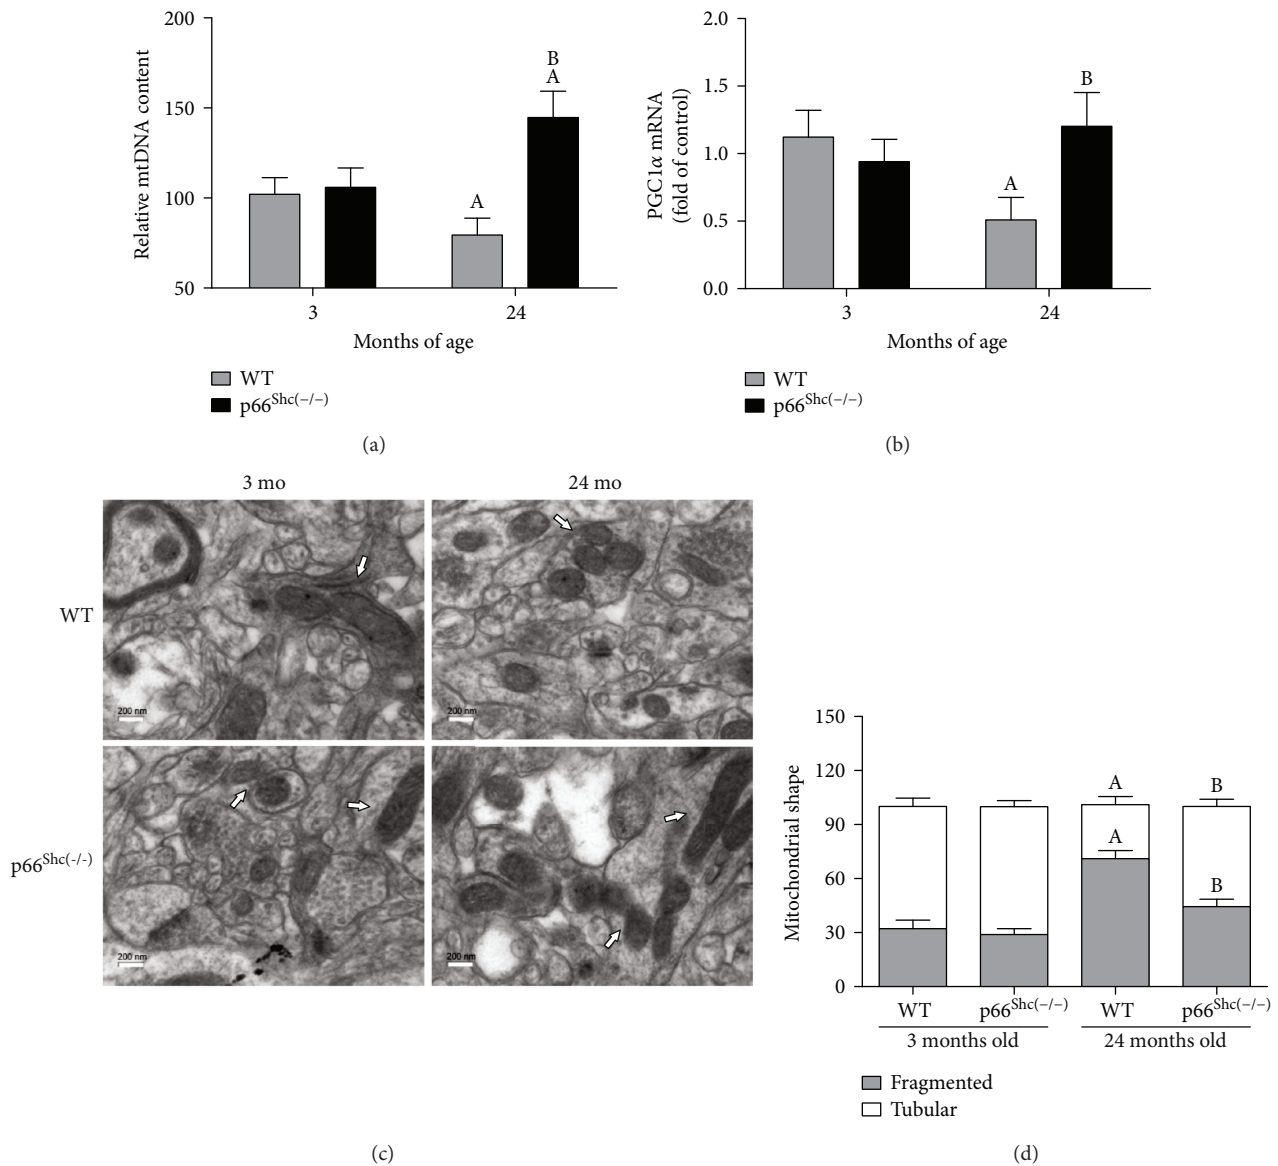 200
150
100
50
Relative mtDNA content
A
B
A
3
24
Months of age
WT
p66Shc(−/−)
(a)
2.0
1.5
1.0
0.5
0.0
PGC1α mRNA
(fold of control)
A
B
3
24
Months of age
WT
p66Shc(−/−)
(b)
3 mo
24 mo
WT
200 nm
200 nm
p66Shc(-/-)
200 nm
200 nm
(c)
150
120
90
60
30
0
Mitochondrial shape
A
B
A
B
WT
p66Shc(−/−)
WT
p66Shc(−/−)
3 months old
24 months old
Fragmented
Tubular
(d)